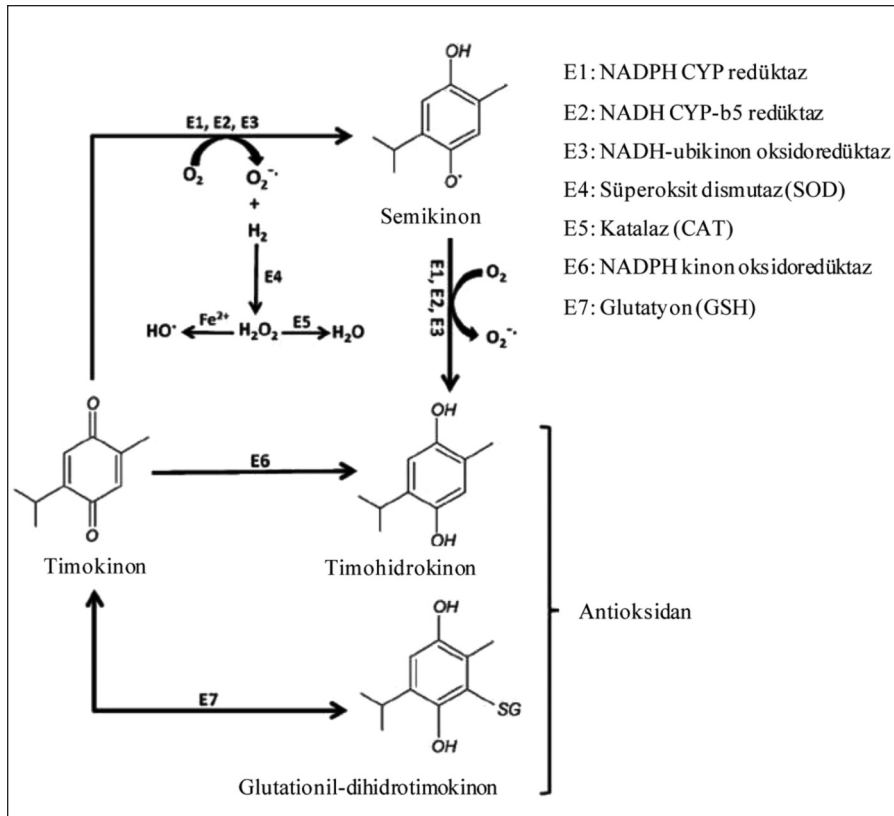 OH
O•
Semikinon
E1, E2, E3
O₂
O₂⁻·
+
H₂
E4
HO·
Fe²⁺
H₂O₂
E5
H₂O
E1, E2, E3
O₂
O₂⁻·
E1: NADPH CYP redüktaz
E2: NADH CYP-b5 redüktaz
E3: NADH-ubikinon oksidoredüktaz
E4: Süperoksit dismutaz (SOD)
E5: Katalaz (CAT)
E6: NADPH kinon oksidoredüktaz
E7: Glutatyon (GSH)
O
O
Timokinon
E6
OH
OH
Timohidrokinon
E7
OH
SG
OH
Glutationil-dihidrotimokinon
Antioksidan